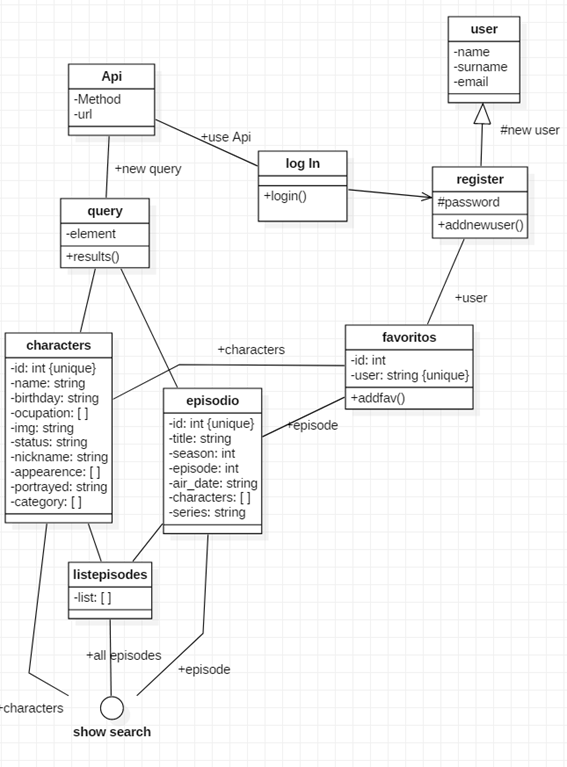 user
-name
-surname
-email
Api
-Method
-url
#new user
+use Api
log In
+login()
+new query
register
#password
+addnewuser()
query
-element
+results()
+user
characters
-id: int {unique}
-name: string
-birthday: string
-ocupation: [ ]
-img: string
-status: string
-nickname: string
-appearence: [ ]
-portrayed: string
-category: [ ]
+characters
favoritos
-id: int
-user: string {unique}
+addfav()
episodio
-id: int {unique}
-title: string
-season: int
-episode: int
-air_date: string
-characters: [ ]
-series: string
+episode
listepisodes
-list: [ ]
+all episodes
+episode
+characters
show search